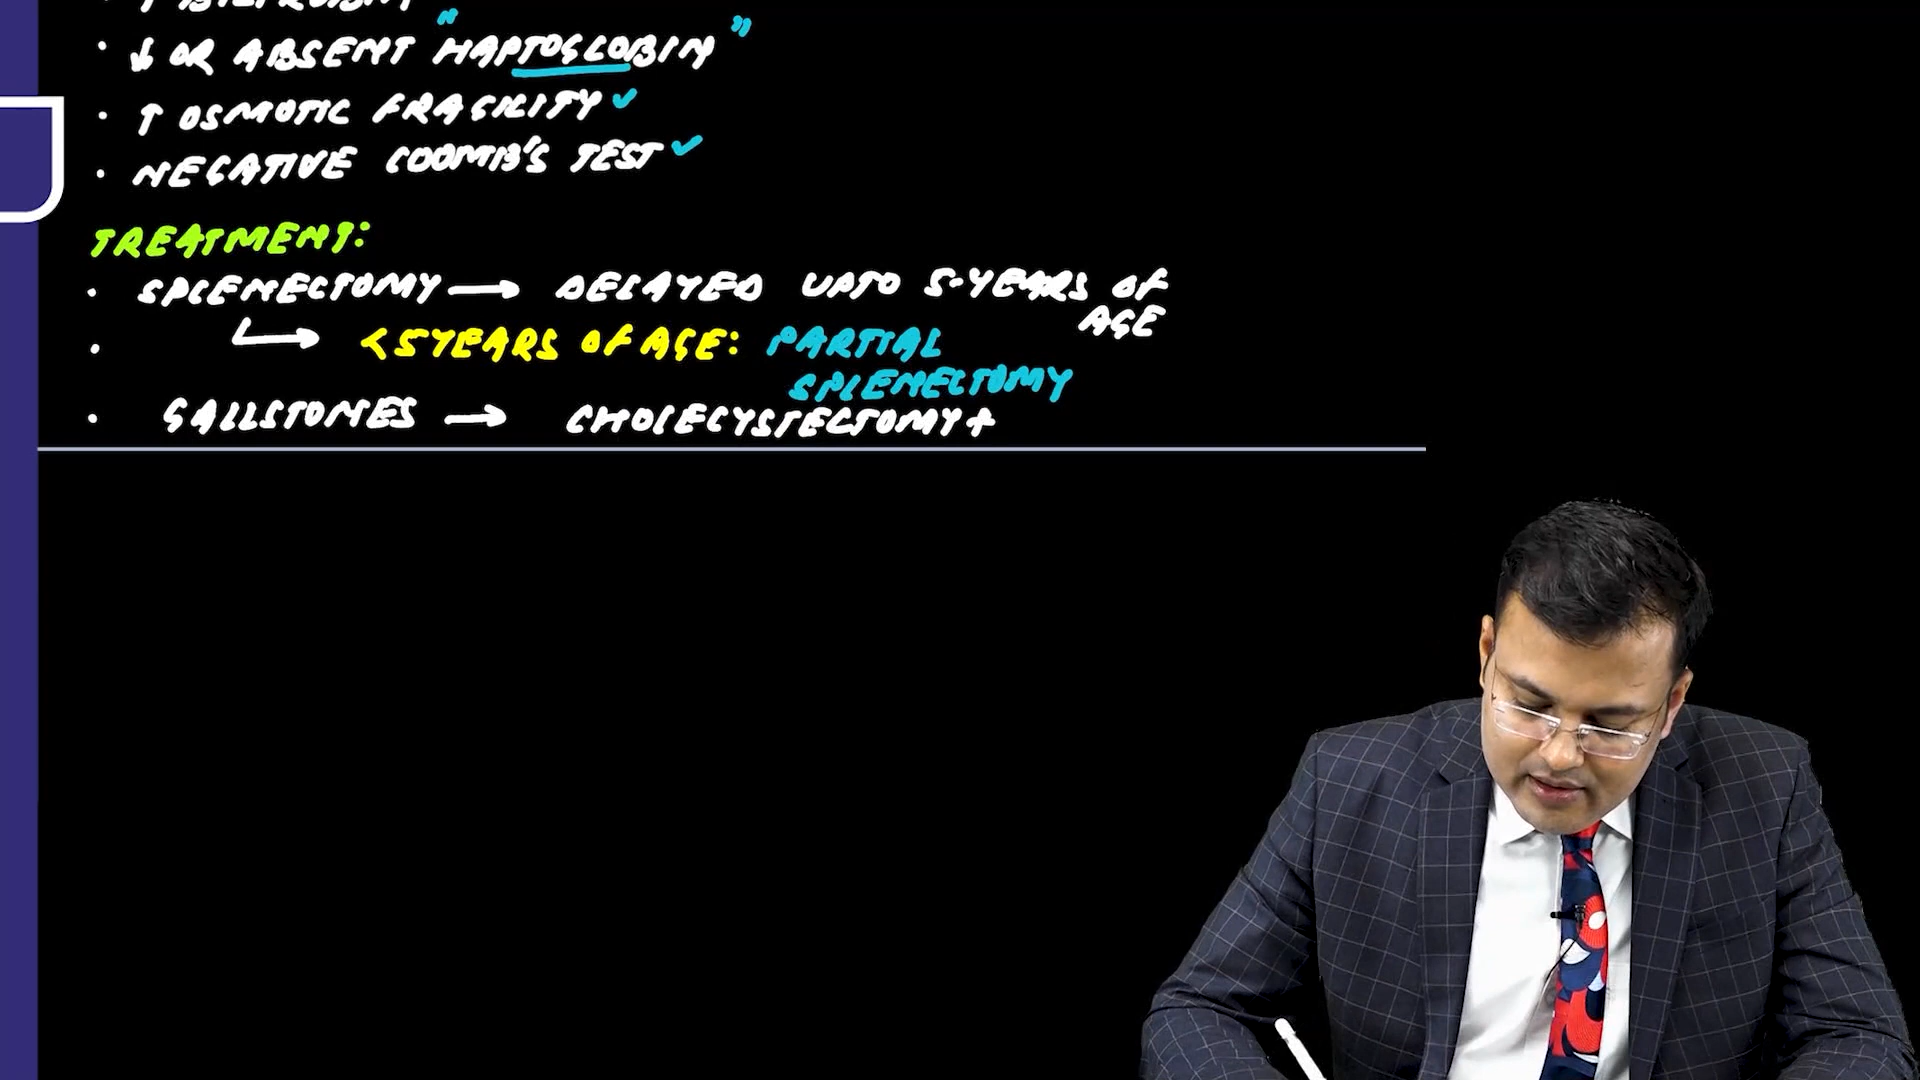 ↑ BILIRUBIN
• ↓ OR ABSENT "HAPTOGLOBIN"
• ↑ OSMOTIC FRAGILITY ✓
• NEGATIVE COOMB'S TEST ✓
TREATMENT:
• SPLENECTOMY → DELAYED UPTO 5-YEARS OF
AGE
• ↳ <5YEARS OF AGE: PARTIAL
SPLENECTOMY
• GALLSTONES → CHOLECYSTECTOMY+